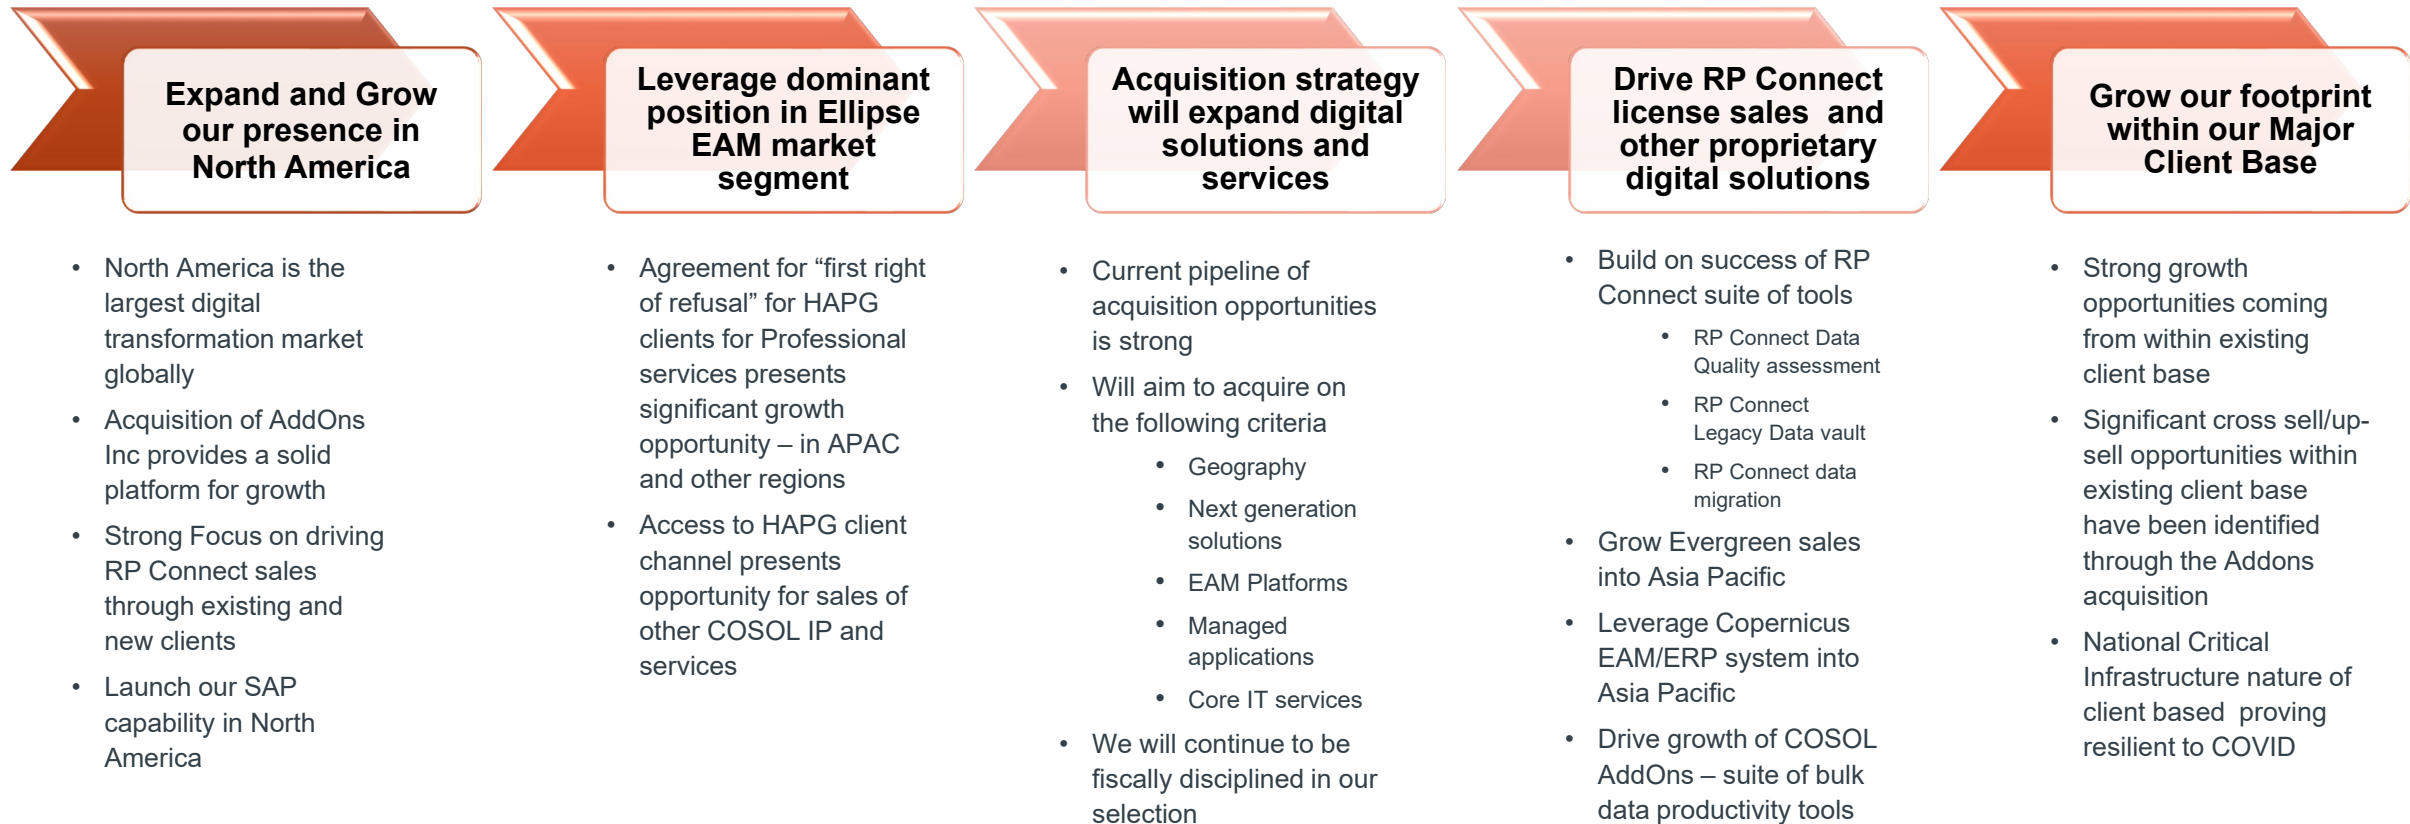 Expand and Grow
our presence in
North America
• North America is the
largest digital
transformation market
globally
• Acquisition of AddOns
Inc provides a solid
platform for growth
• Strong Focus on driving
RP Connect sales
through existing and
new clients
• Launch our SAP
capability in North
America
Leverage dominant
position in Ellipse
EAM market
segment
• Agreement for “first right
of refusal” for HAPG
clients for Professional
services presents
significant growth
opportunity – in APAC
and other regions
• Access to HAPG client
channel presents
opportunity for sales of
other COSOL IP and
services
Acquisition strategy
will expand digital
solutions and
services
• Current pipeline of
acquisition opportunities
is strong
• Will aim to acquire on
the following criteria
• Geography
• Next generation
solutions
• EAM Platforms
• Managed
applications
• Core IT services
• We will continue to be
fiscally disciplined in our
selection
Drive RP Connect
license sales  and
other proprietary
digital solutions
• Build on success of RP
Connect suite of tools
• RP Connect Data
Quality assessment
• RP Connect
Legacy Data vault
• RP Connect data
migration
• Grow Evergreen sales
into Asia Pacific
• Leverage Copernicus
EAM/ERP system into
Asia Pacific
• Drive growth of COSOL
AddOns – suite of bulk
data productivity tools
Grow our footprint
within our Major
Client Base
• Strong growth
opportunities coming
from within existing
client base
• Significant cross sell/up-
sell opportunities within
existing client base
have been identified
through the Addons
acquisition
• National Critical
Infrastructure nature of
client based  proving
resilient to COVID